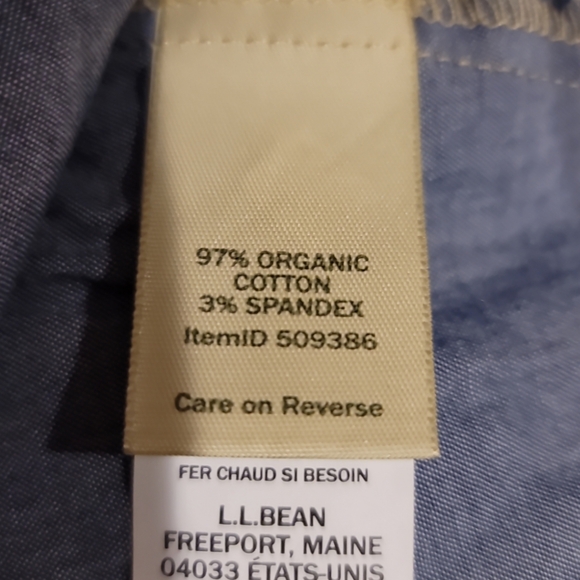 97% ORGANIC
COTTON
3% SPANDEX
ItemID 509386
Care on Reverse
FER CHAUD SI BESOIN
L.L.BEAN
FREEPORT, MAINE
04033 ÉTATS-UNIS